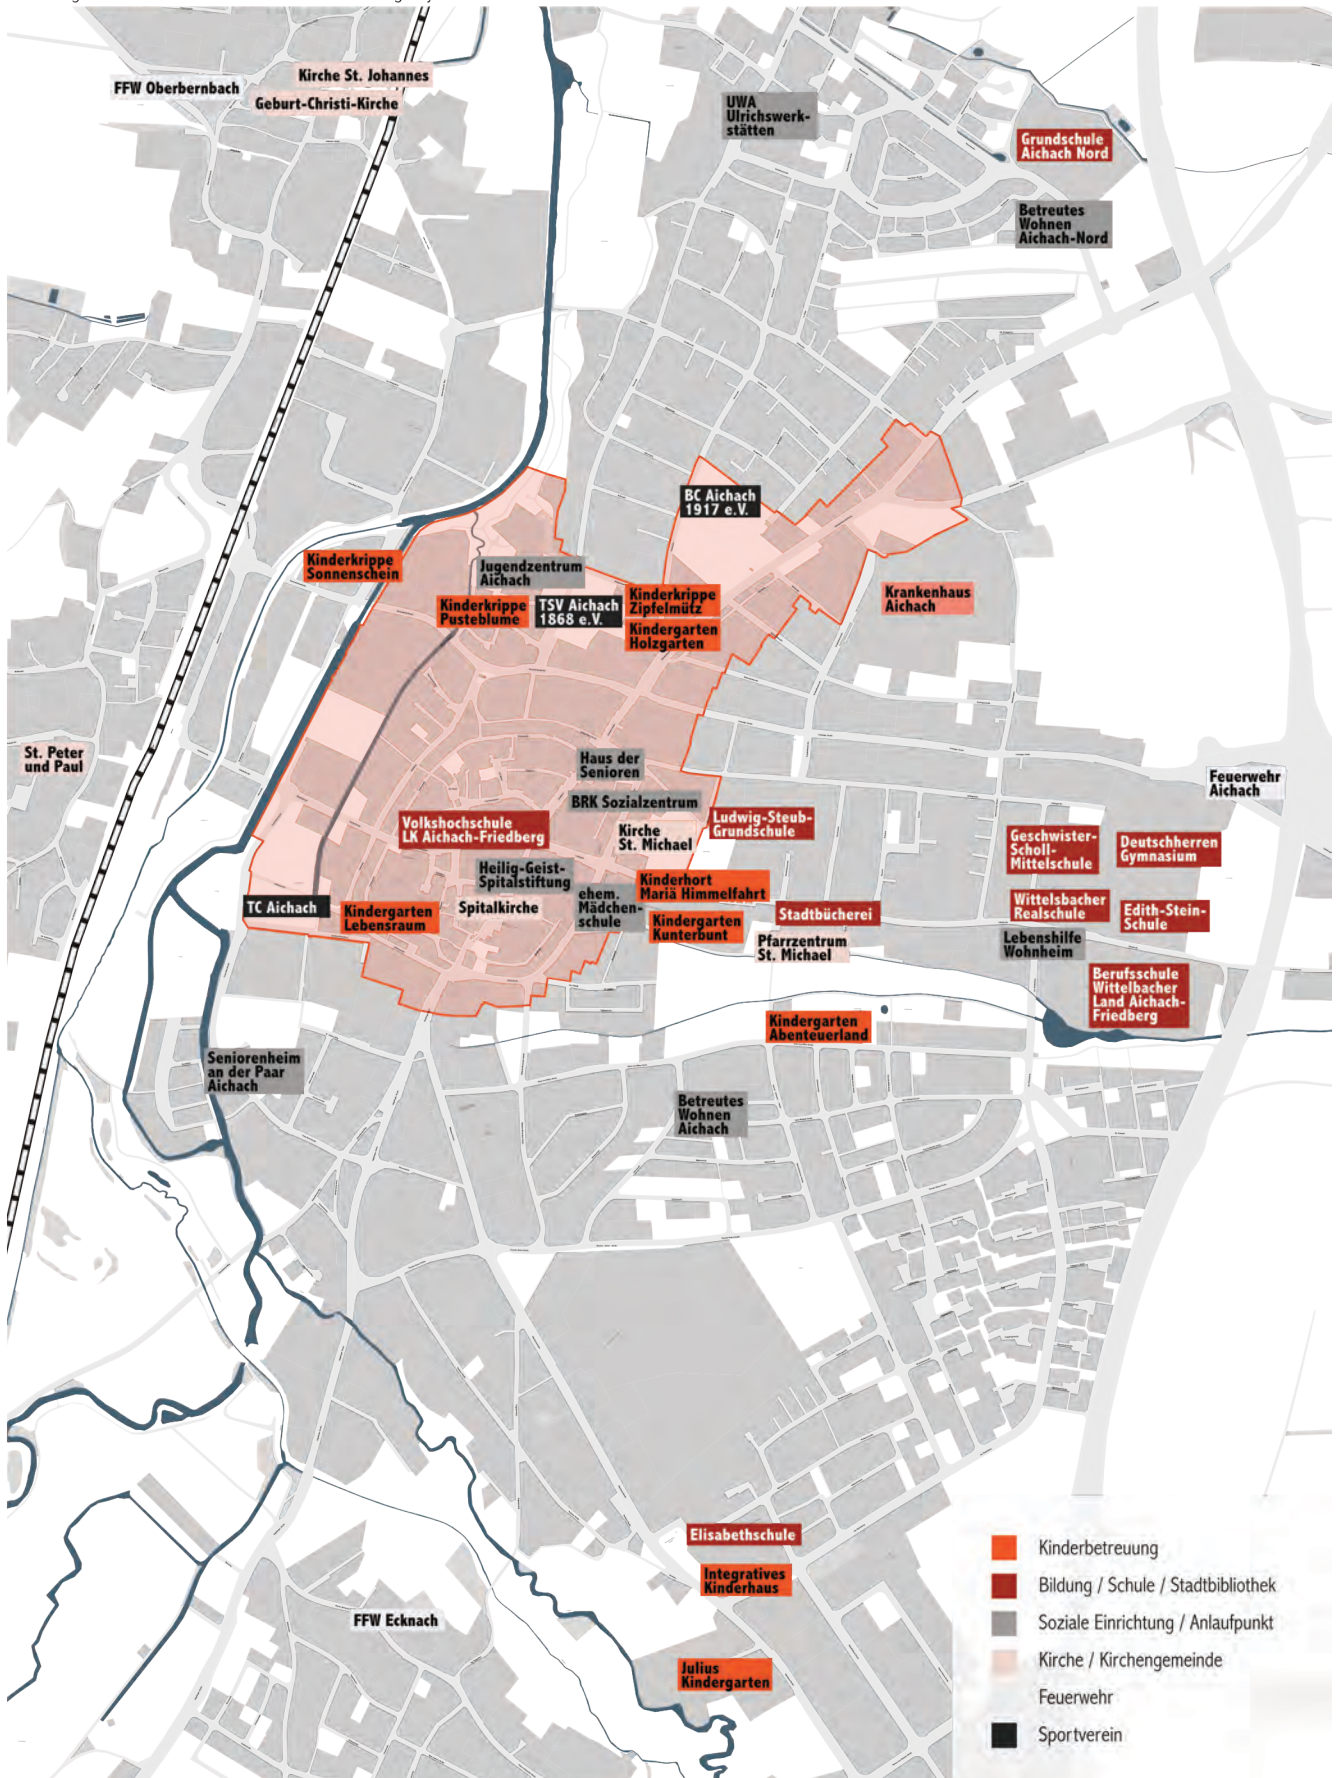 FFW Oberbernbach
Kirche St. Johannes
Geburt-Christi-Kirche
UWA
Ulrichswerk-
stätten
Grundschule
Aichach Nord
Betreutes
Wohnen
Aichach-Nord
BC Aichach
1917 e.V.
Kinderkrippe
Sonnenschein
Jugendzentrum
Aichach
Kinderkrippe
Pusteblume
TSV Aichach
1868 e.V.
Kinderkrippe
Zipfelmütz
Kindergarten
Holzgarten
Krankenhaus
Aichach
St. Peter
und Paul
Haus der
Senioren
Feuerwehr
Aichach
BRK Sozialzentrum
Volkshochschule
LK Aichach-Friedberg
Kirche
St. Michael
Ludwig-Steub-
Grundschule
Geschwister-
Scholl-
Mittelschule
Deutschherren
Gymnasium
Heilig-Geist-
Spitalstiftung
Kinderhort
Mariä Himmelfahrt
ehem.
Mädchen-
schule
TC Aichach
Kindergarten
Lebensraum
Spitalkirche
Kindergarten
Kunterbunt
Stadtbücherei
Wittelsbacher
Realschule
Edith-Stein-
Schule
Pfarrzentrum
St. Michael
Lebenshilfe
Wohnheim
Berufsschule
Wittelbacher
Land Aichach-
Friedberg
Kindergarten
Abenteuerland
Seniorenheim
an der Paar
Aichach
Betreutes
Wohnen
Aichach
Elisabethschule
Integratives
Kinderhaus
FFW Ecknach
Julius
Kindergarten
Kinderbetreuung
Bildung / Schule / Stadtbibliothek
Soziale Einrichtung / Anlaufpunkt
Kirche / Kirchengemeinde
Feuerwehr
Sportverein